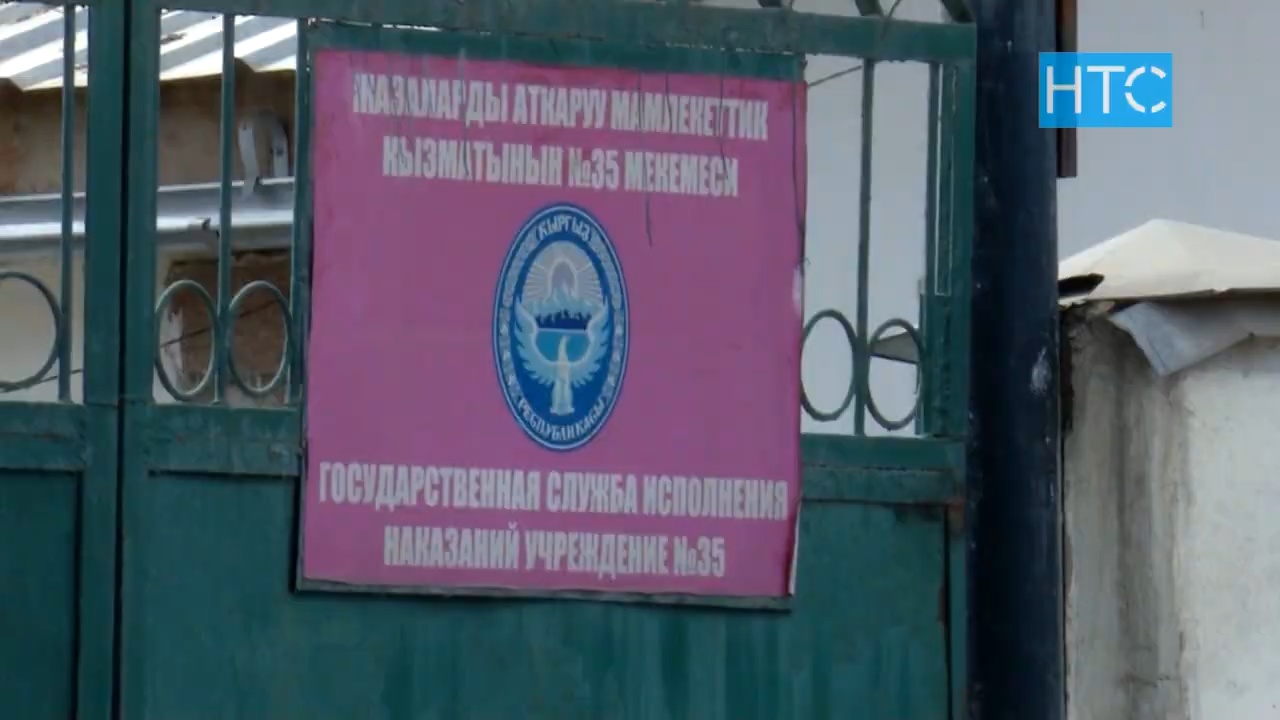 НТС
ЖАЗАЛАРДЫ АТКАРУУ МАМЛЕКЕТТИК
КЫЗМАТЫНЫН №35 МЕКЕМЕСИ
КЫРГЫЗ
РЕСПУБЛИКАСЫ
ГОСУДАРСТВЕННАЯ СЛУЖБА ИСПОЛНЕНИЯ
НАКАЗАНИЙ УЧРЕЖДЕНИЕ №35